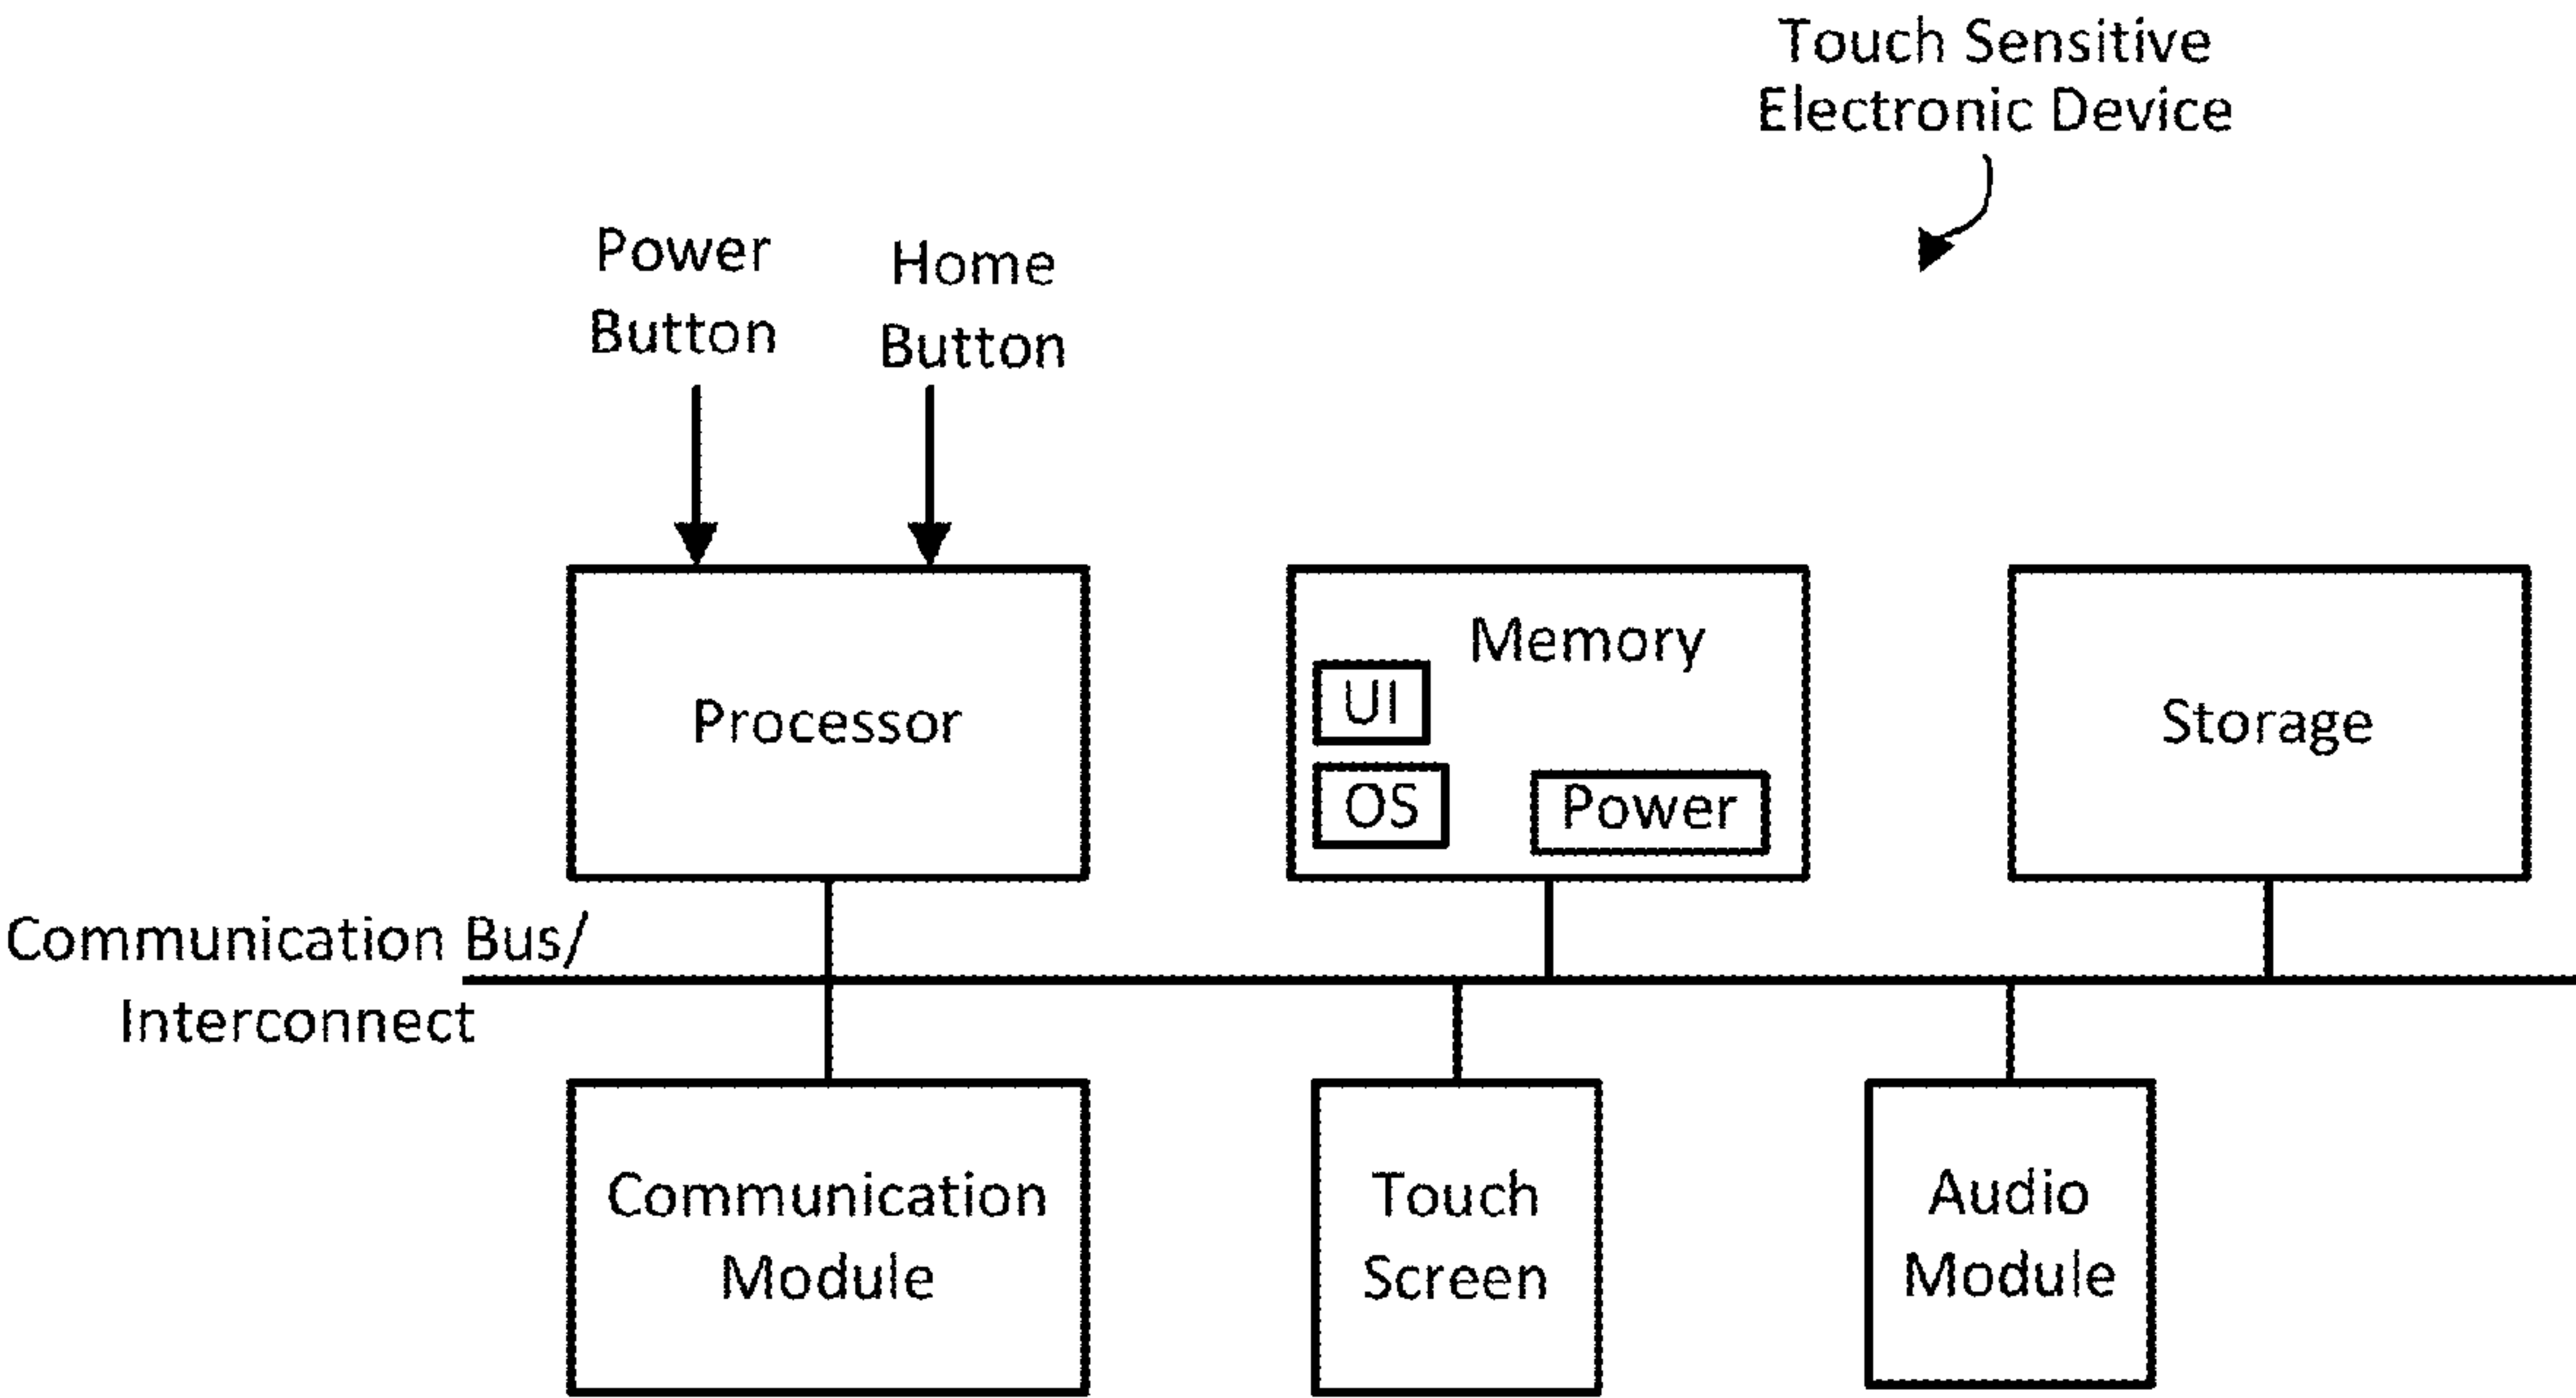 Touch Sensitive
Electronic Device
Power
Button
Home
Button
Processor
Memory
UI
OS
Power
Storage
Communication Bus/
Interconnect
Communication
Module
Touch
Screen
Audio
Module